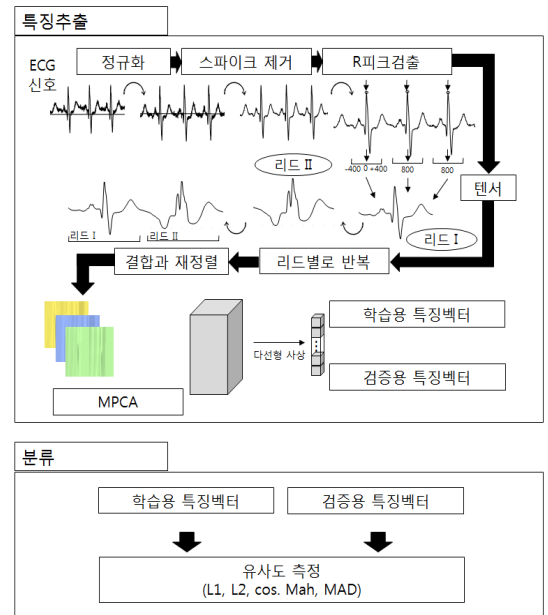 특징추출
ECG
신호
정규화
스파이크 제거
R피크검출
리드 Ⅱ
-400 0 +400
800
800
텐서
리드 Ⅰ
리드 Ⅰ
리드 Ⅱ
결합과 재정렬
리드별로 반복
학습용 특징벡터
다선형 사상
검증용 특징벡터
MPCA
분류
학습용 특징벡터
검증용 특징벡터
유사도 측정
(L1, L2, cos. Mah, MAD)